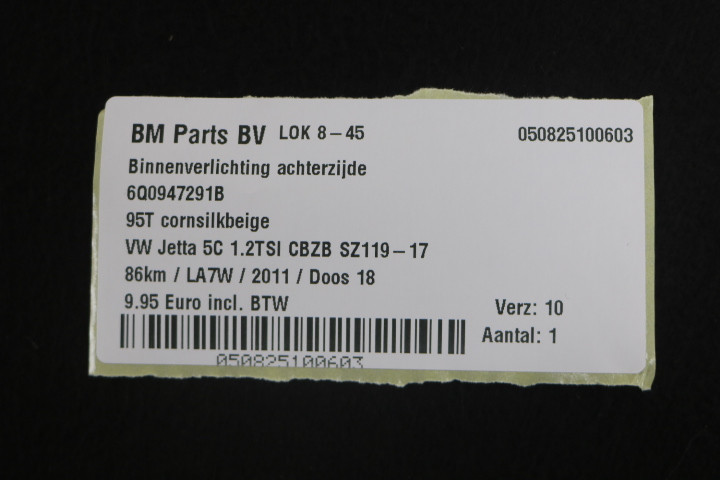 BM Parts BV LOK 8-45 050825100603
Binnenverlichting achterzijde
6Q0947291B
95T cornsilkbeige
VW Jetta 5C 1.2TSI CBZB SZ119-17
86km / LA7W / 2011 / Doos 18
9.95 Euro incl. BTW Verz: 10
Aantal: 1
050825100603